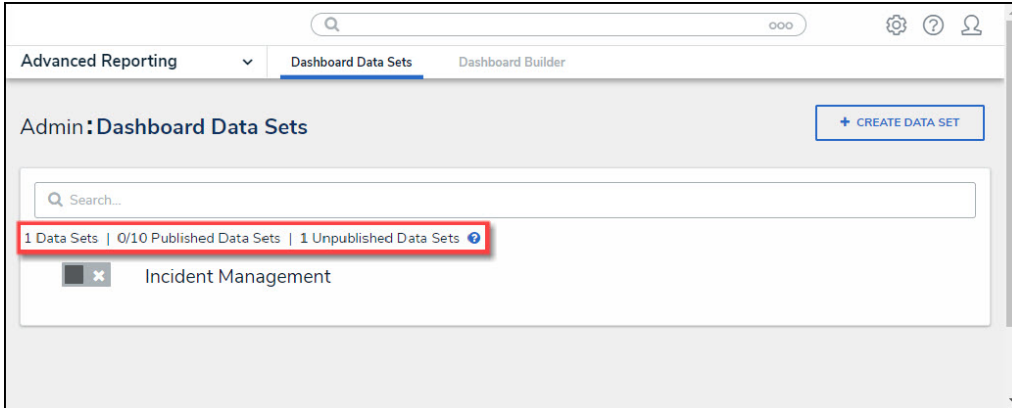 Advanced Reporting
Dashboard Data Sets
Dashboard Builder
Admin:Dashboard Data Sets
+ CREATE DATA SET
Search...
1 Data Sets | 0/10 Published Data Sets | 1 Unpublished Data Sets
Incident Management